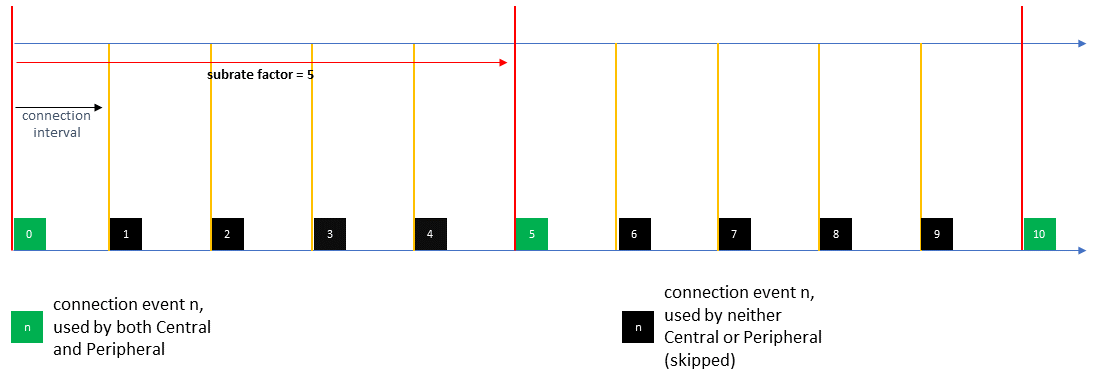 subrate factor = 5
connection
interval
0
1
2
3
4
5
6
7
8
9
10
n
connection event n,
used by both Central
and Peripheral
n
connection event n,
used by neither
Central or Peripheral
(skipped)